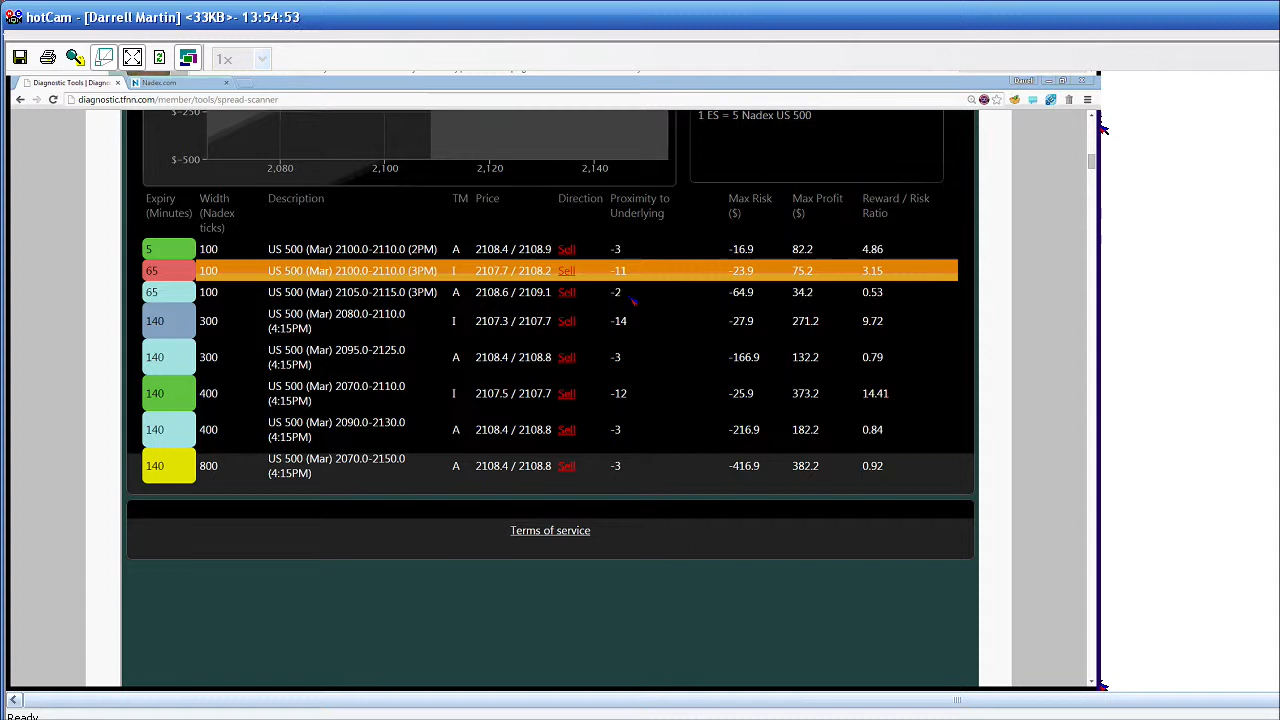 hotCam - [Darrell Martin] <33KB>- 13:54:53
1x
Diagnostic Tools | Diagn
Nadex.com
Darrell
diagnostic.tfnn.com/member/tools/spread-scanner
$-250
$-500
2,080 2,100 2,120 2,140
1 ES = 5 Nadex US 500
Expiry (Minutes) Width (Nadex ticks) Description TM Price Direction Proximity to Underlying Max Risk ($) Max Profit ($) Reward / Risk Ratio
5 100 US 500 (Mar) 2100.0-2110.0 (2PM) A 2108.4 / 2108.9 Sell -3 -16.9 82.2 4.86
65 100 US 500 (Mar) 2100.0-2110.0 (3PM) I 2107.7 / 2108.2 Sell -11 -23.9 75.2 3.15
65 100 US 500 (Mar) 2105.0-2115.0 (3PM) A 2108.6 / 2109.1 Sell -2 -64.9 34.2 0.53
140 300 US 500 (Mar) 2080.0-2110.0 (4:15PM) I 2107.3 / 2107.7 Sell -14 -27.9 271.2 9.72
140 300 US 500 (Mar) 2095.0-2125.0 (4:15PM) A 2108.4 / 2108.8 Sell -3 -166.9 132.2 0.79
140 400 US 500 (Mar) 2070.0-2110.0 (4:15PM) I 2107.5 / 2107.7 Sell -12 -25.9 373.2 14.41
140 400 US 500 (Mar) 2090.0-2130.0 (4:15PM) A 2108.4 / 2108.8 Sell -3 -216.9 182.2 0.84
140 800 US 500 (Mar) 2070.0-2150.0 (4:15PM) A 2108.4 / 2108.8 Sell -3 -416.9 382.2 0.92
Terms of service
Ready